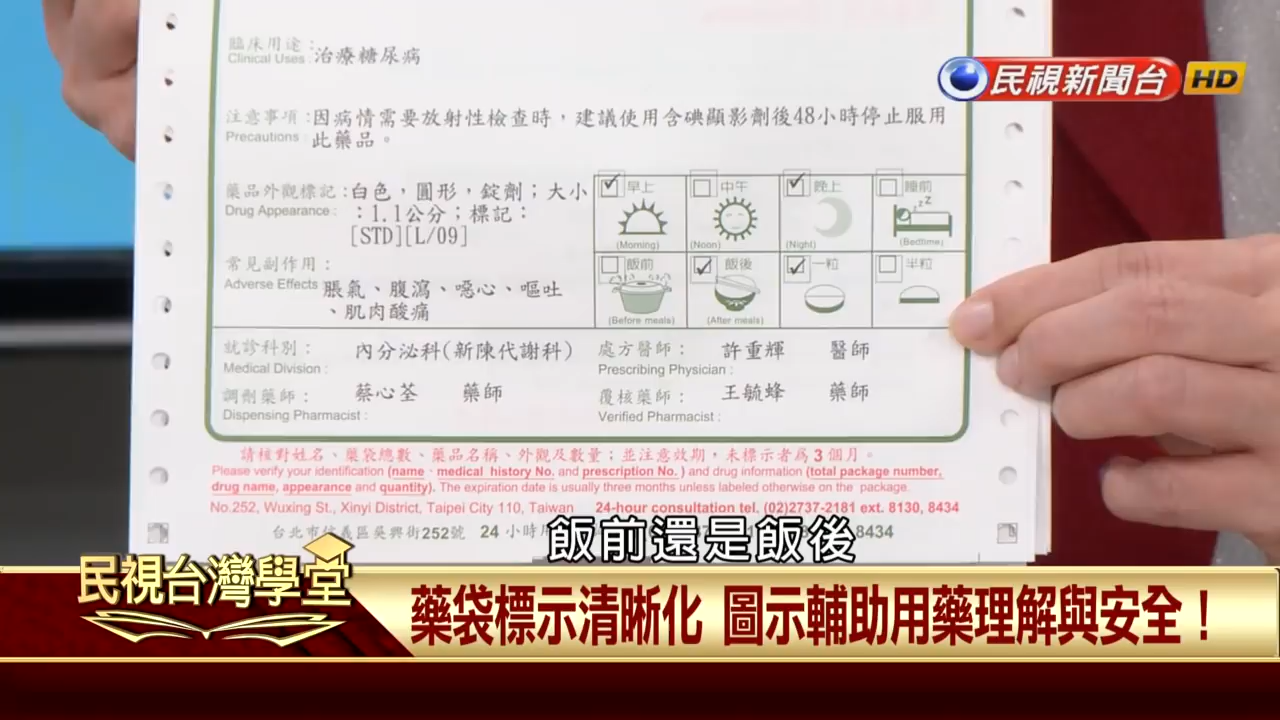 臨床用途：治療糖尿病
Clinical Uses
民視新聞台 HD
注意事項：因病情需要放射性檢查時，建議使用含碘顯影劑後48小時停止服用
Precautions
此藥品。
藥品外觀標記：白色，圓形，錠劑；大小
Drug Appearance：
：1.1公分；標記：
[STD][L/09]
早上 中午 晚上 睡前
(Morning) (Noon) (Night) (Bedtime)
常見副作用：
Adverse Effects 脹氣、腹瀉、噁心、嘔吐
、肌肉酸痛
飯前 飯後 一粒 半粒
(Before meals) (After meals)
就診科別： 內分泌科(新陳代謝科) 處方醫師： 許重輝 醫師
Medical Division： Prescribing Physician：
調劑藥師： 蔡心荃 藥師 覆核藥師： 王毓蜂 藥師
Dispensing Pharmacist： Verified Pharmacist：
請核對姓名、藥袋總數、藥品名稱、外觀及數量；並注意效期，未標示者為3個月。
Please verify your identification (name、medical history No. and prescription No. ) and drug information (total package number,
drug name, appearance and quantity). The expiration date is usually three months unless labeled otherwise on the package.
No.252, Wuxing St., Xinyi District, Taipei City 110, Taiwan 24-hour consultation tel. (02)2737-2181 ext. 8130, 8434
台北市信義區吳興街252號 24小時用 8434
飯前還是飯後
民視台灣學堂
藥袋標示清晰化 圖示輔助用藥理解與安全！